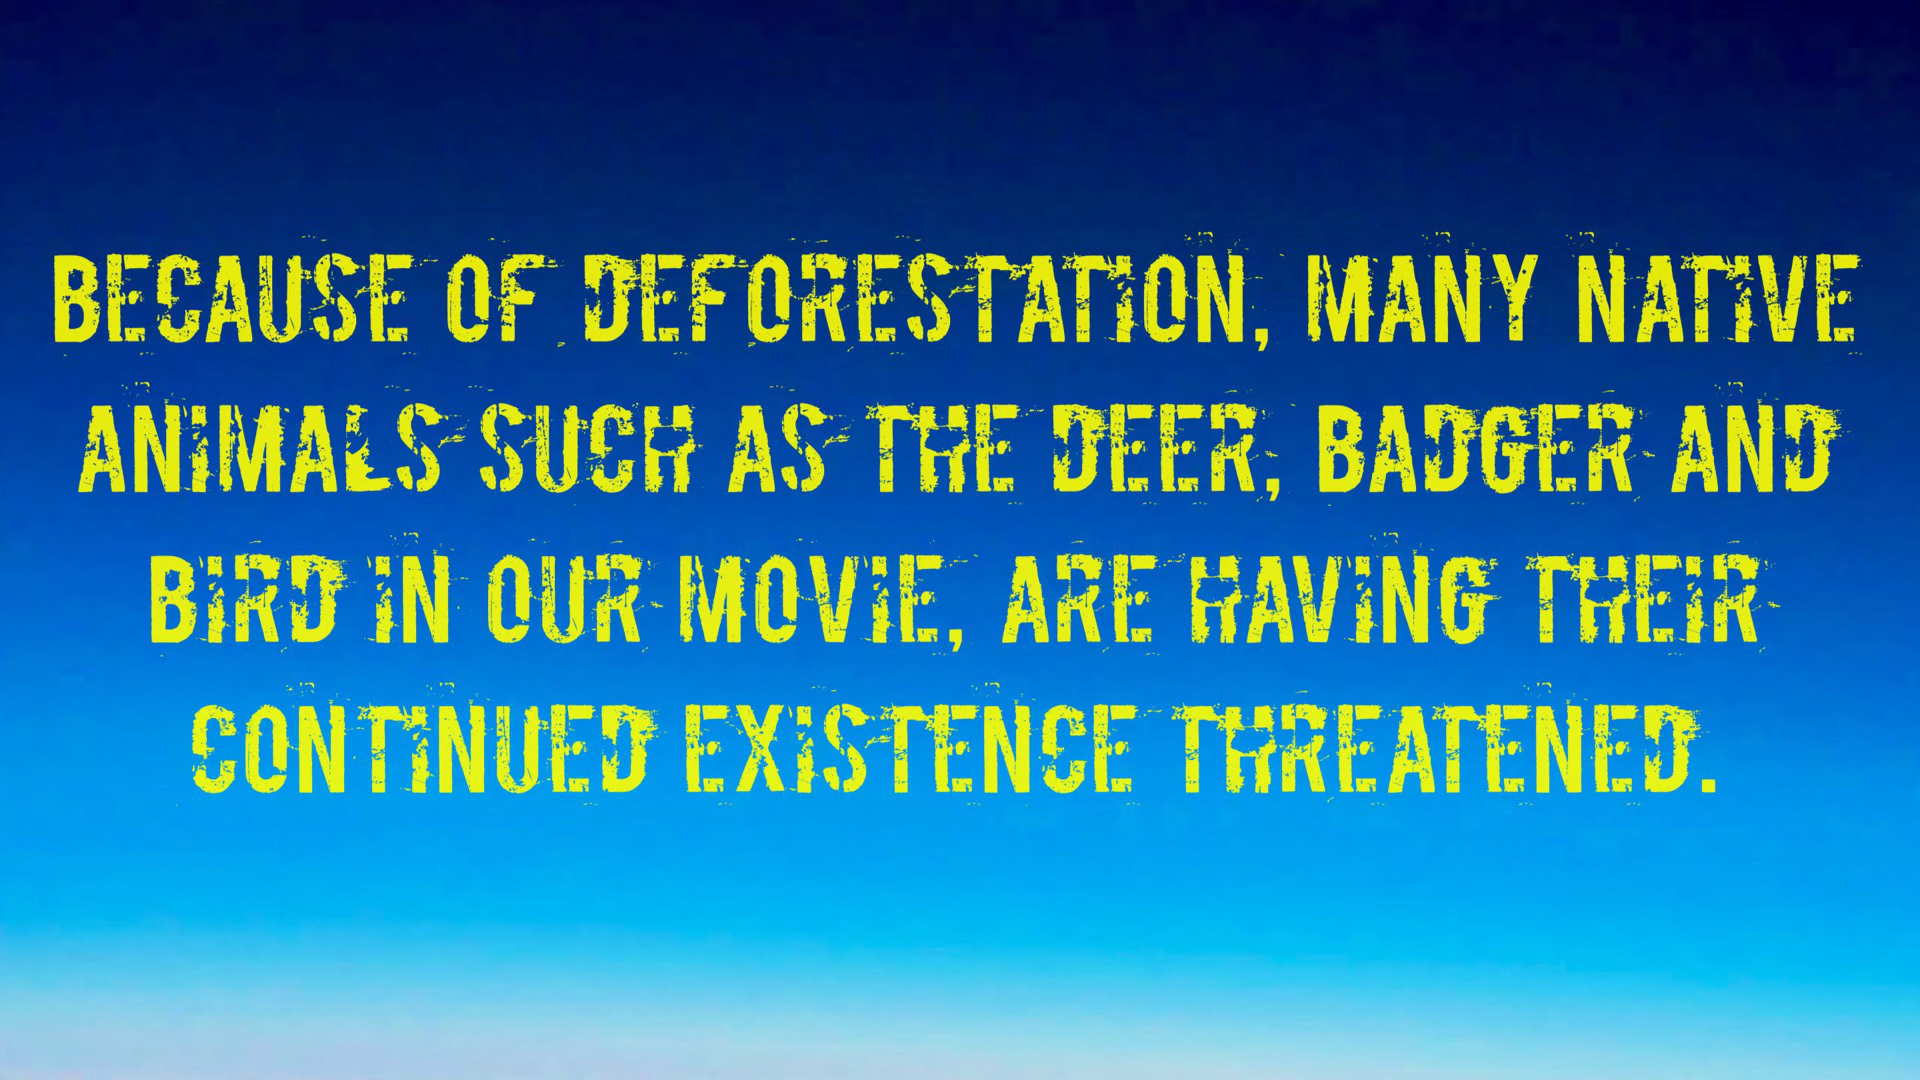 BECAUSE OF DEFORESTATION, MANY NATIVE
ANIMALS SUCH AS THE DEER, BADGER AND
BIRD IN OUR MOVIE, ARE HAVING THEIR
CONTINUED EXISTENCE THREATENED.